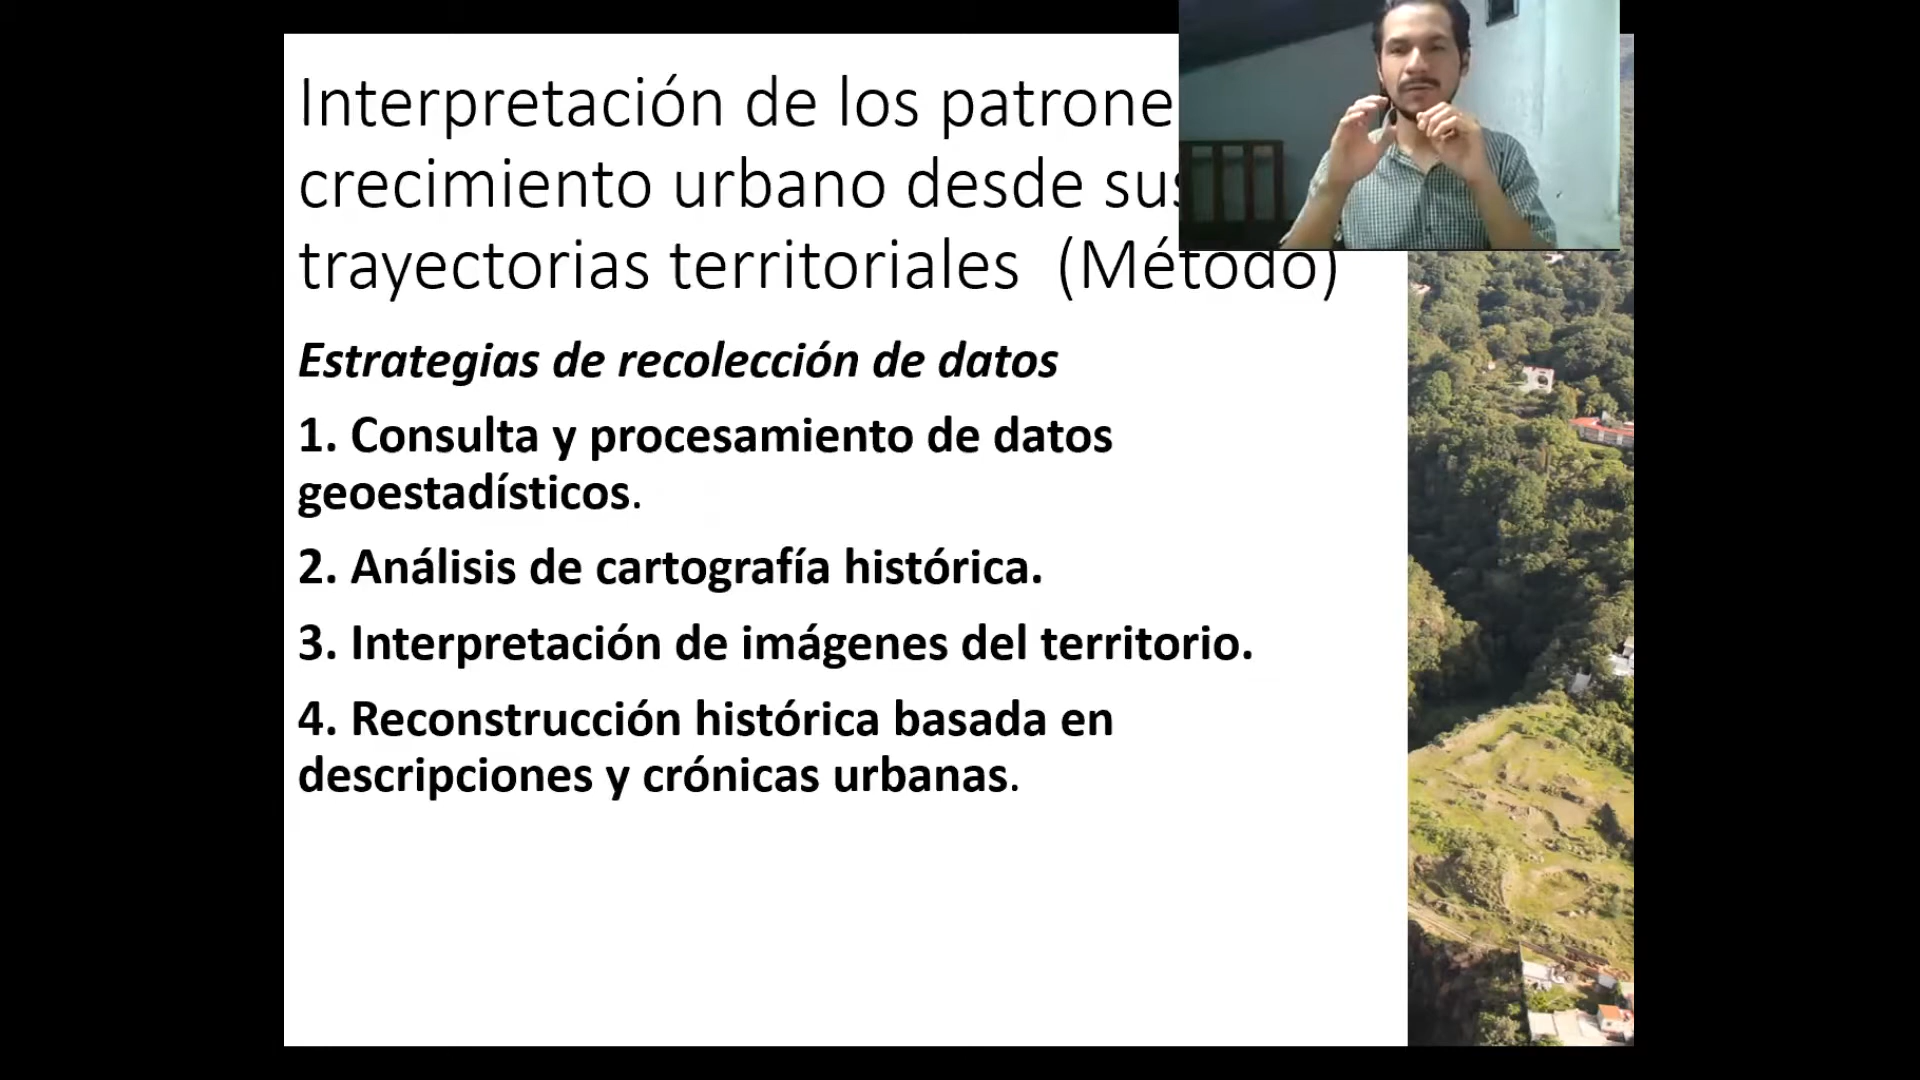 Interpretación de los patrone
crecimiento urbano desde sus
trayectorias territoriales (Método)
Estrategias de recolección de datos
1. Consulta y procesamiento de datos
geoestadísticos.
2. Análisis de cartografía histórica.
3. Interpretación de imágenes del territorio.
4. Reconstrucción histórica basada en
descripciones y crónicas urbanas.